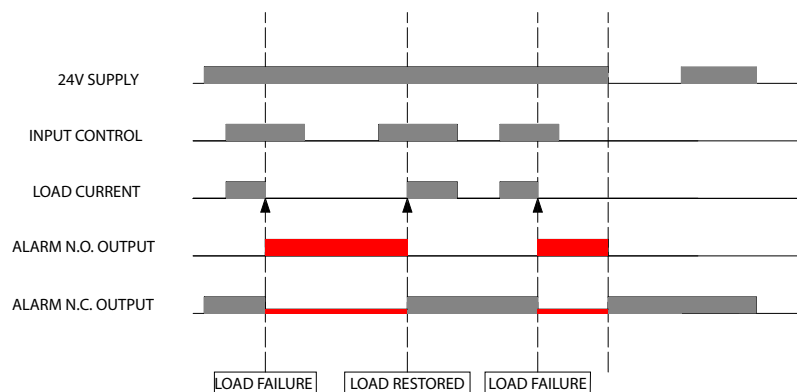 24V SUPPLY
INPUT CONTROL
LOAD CURRENT
ALARM N.O. OUTPUT
ALARM N.C. OUTPUT
LOAD FAILURE
LOAD RESTORED
LOAD FAILURE